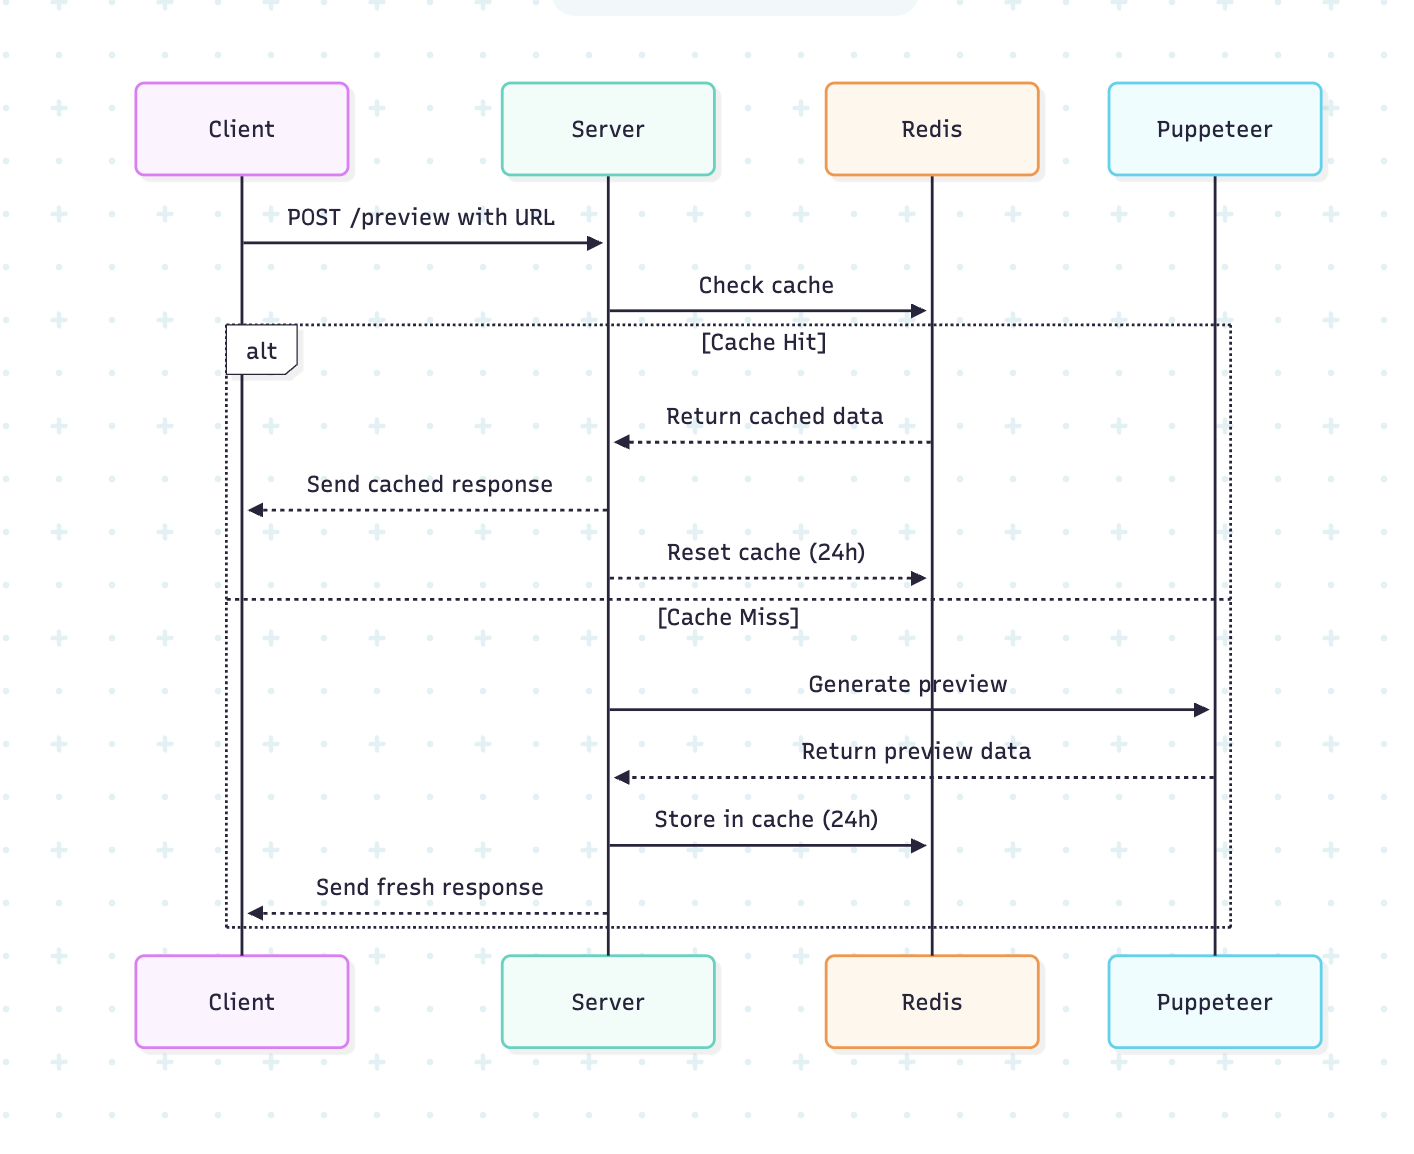 Client
Server
Redis
Puppeteer
POST /preview with URL
Check cache
alt
[Cache Hit]
Return cached data
Send cached response
Reset cache (24h)
[Cache Miss]
Generate preview
Return preview data
Store in cache (24h)
Send fresh response
Client
Server
Redis
Puppeteer